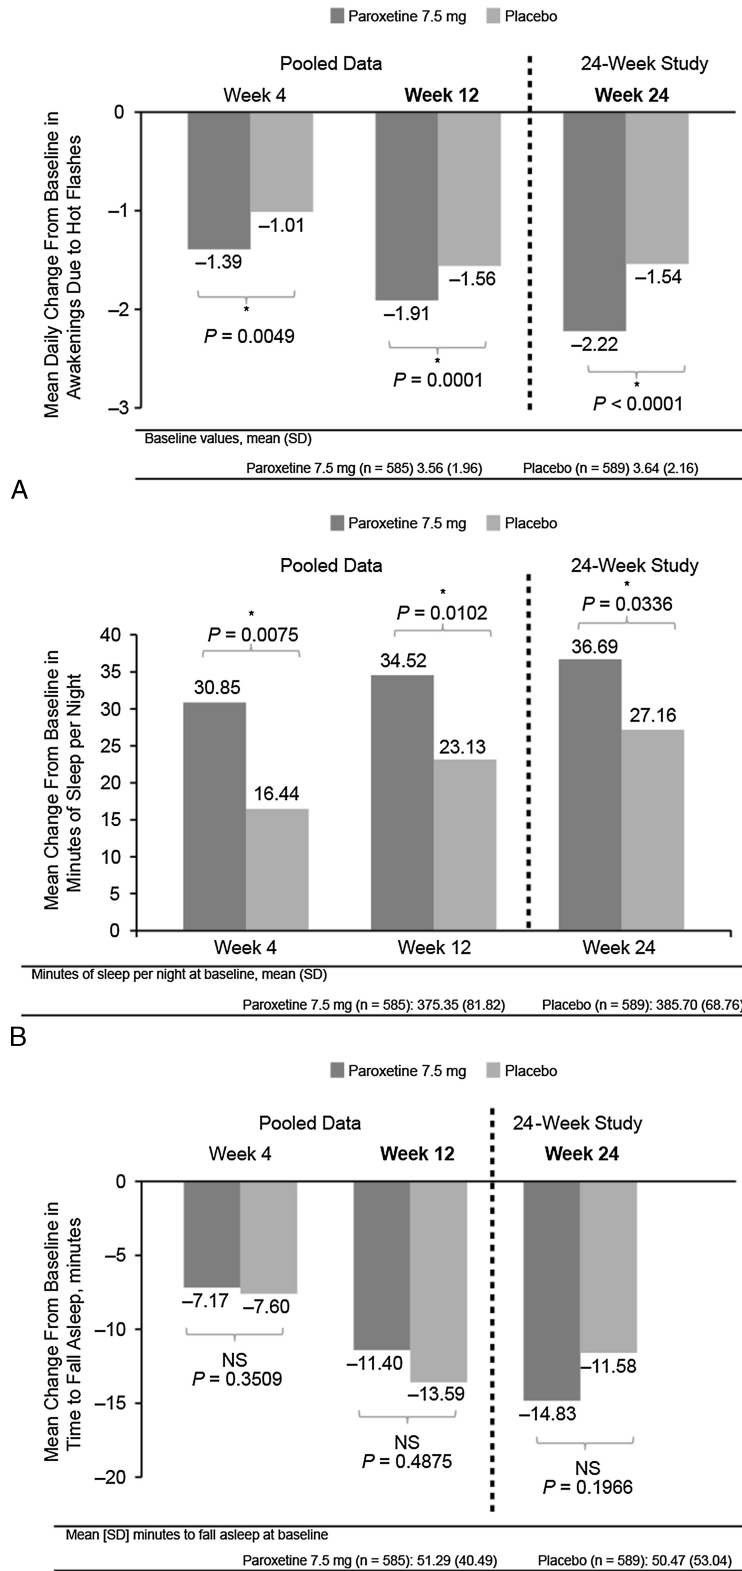 Paroxetine 7.5 mg Placebo
Pooled Data 24-Week Study
Week 4 Week 12 Week 24
Mean Daily Change From Baseline in
Awakenings Due to Hot Flashes
0
–1
–2
–3
–1.39 –1.01
–1.91 –1.56
–2.22 –1.54
*
P = 0.0049
*
P = 0.0001
*
P < 0.0001
Baseline values, mean (SD)
Paroxetine 7.5 mg (n = 585) 3.56 (1.96) Placebo (n = 589) 3.64 (2.16)
A
Paroxetine 7.5 mg Placebo
Pooled Data 24-Week Study
*
P = 0.0075
*
P = 0.0102
*
P = 0.0336
Mean Change From Baseline in
Minutes of Sleep per Night
40
35
30
25
20
15
10
5
0
30.85 16.44
34.52 23.13
36.69 27.16
Week 4 Week 12 Week 24
Minutes of sleep per night at baseline, mean (SD)
Paroxetine 7.5 mg (n = 585): 375.35 (81.82) Placebo (n = 589): 385.70 (68.76)
B
Paroxetine 7.5 mg Placebo
Pooled Data 24-Week Study
Week 4 Week 12 Week 24
Mean Change From Baseline in
Time to Fall Asleep, minutes
0
–5
–10
–15
–20
–7.17 –7.60
–11.40 –13.59
–14.83 –11.58
NS
P = 0.3509
NS
P = 0.4875
NS
P = 0.1966
Mean [SD] minutes to fall asleep at baseline
Paroxetine 7.5 mg (n = 585): 51.29 (40.49) Placebo (n = 589): 50.47 (53.04)